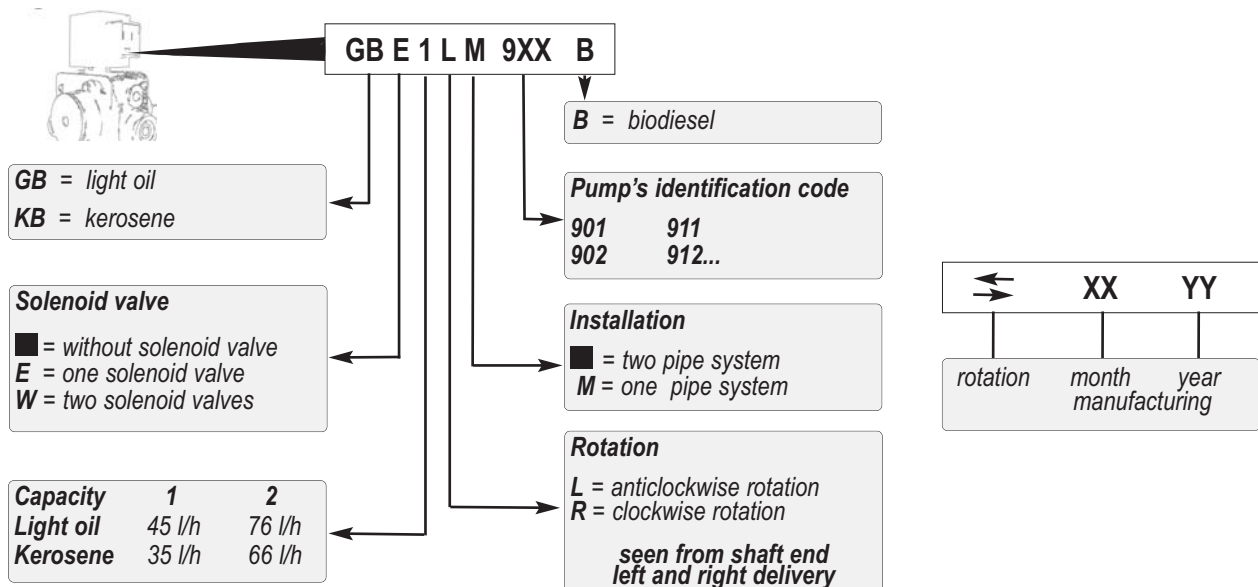 GB E 1 L M 9XX B
B = biodiesel
GB = light oil
KB = kerosene
Pump's identification code
901 911
902 912...
Solenoid valve
■ = without solenoid valve
E = one solenoid valve
W = two solenoid valves
Installation
■ = two pipe system
M = one pipe system
Capacity 1 2
Light oil 45 l/h 76 l/h
Kerosene 35 l/h 66 l/h
Rotation
L = anticlockwise rotation
R = clockwise rotation
seen from shaft end
left and right delivery
XX YY
rotation month year
manufacturing